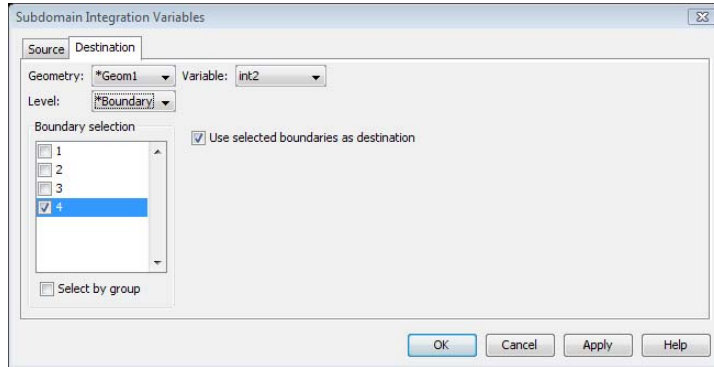 Subdomain Integration Variables
Source Destination
Geometry: *Geom1 Variable: int2
Level: *Boundary
Boundary selection
Use selected boundaries as destination
1
2
3
4
Select by group
OK Cancel Apply Help